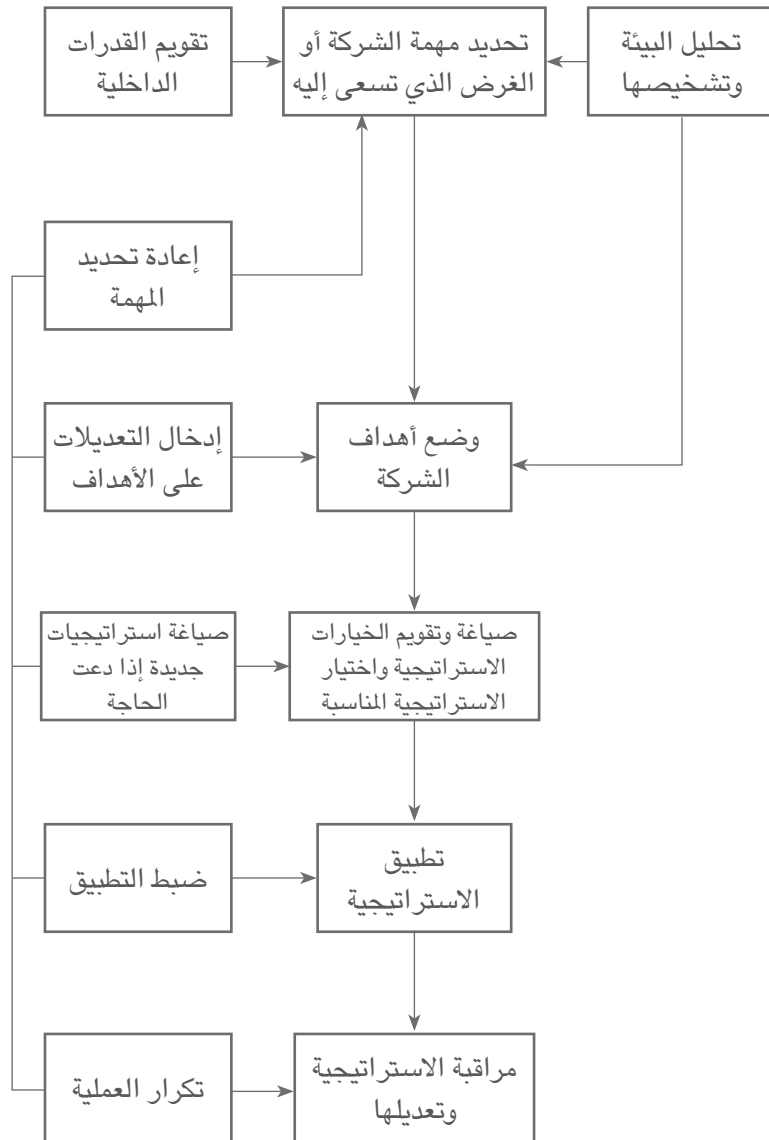 تحليل البيئة
وتشخيصها
تحديد مهمة الشركة أو
الغرض الذي تسعى إليه
تقويم القدرات
الداخلية
إعادة تحديد
المهمة
وضع أهداف
الشركة
إدخال التعديلات
على الأهداف
صياغة وتقويم الخيارات
الاستراتيجية واختيار
الاستراتيجية المناسبة
صياغة استراتيجيات
جديدة إذا دعت
الحاجة
تطبيق
الاستراتيجية
ضبط التطبيق
مراقبة الاستراتيجية
وتعديلها
تكرار العملية